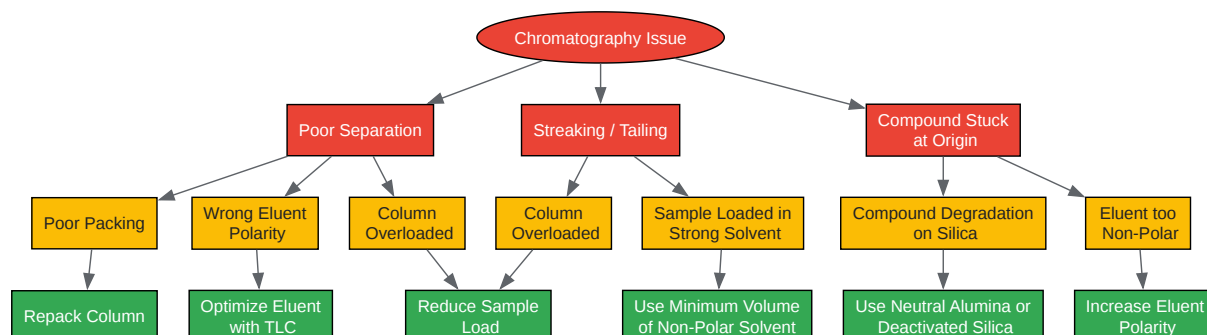 Chromatography Issue
Poor Separation
Streaking / Tailing
Compound Stuck
at Origin
Poor Packing
Wrong Eluent
Polarity
Column
Overloaded
Column
Overloaded
Sample Loaded in
Strong Solvent
Compound Degradation
on Silica
Eluent too
Non-Polar
Repack Column
Optimize Eluent
with TLC
Reduce Sample
Load
Use Minimum Volume
of Non-Polar Solvent
Use Neutral Alumina or
Deactivated Silica
Increase Eluent
Polarity